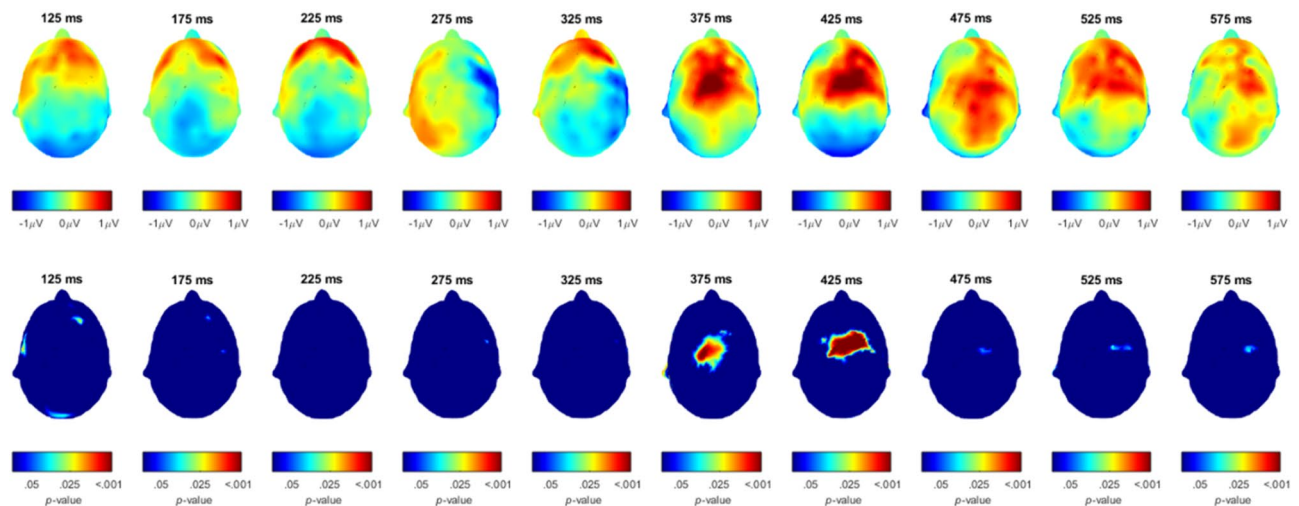 125 ms 175 ms 225 ms 275 ms 325 ms 375 ms 425 ms 475 ms 525 ms 575 ms
-1μV 0μV 1μV -1μV 0μV 1μV -1μV 0μV 1μV -1μV 0μV 1μV -1μV 0μV 1μV -1μV 0μV 1μV -1μV 0μV 1μV -1μV 0μV 1μV -1μV 0μV 1μV -1μV 0μV 1μV
125 ms 175 ms 225 ms 275 ms 325 ms 375 ms 425 ms 475 ms 525 ms 575 ms
.05 .025 <.001 .05 .025 <.001 .05 .025 <.001 .05 .025 <.001 .05 .025 <.001 .05 .025 <.001 .05 .025 <.001 .05 .025 <.001 .05 .025 <.001 .05 .025 <.001
p-value p-value p-value p-value p-value p-value p-value p-value p-value p-value